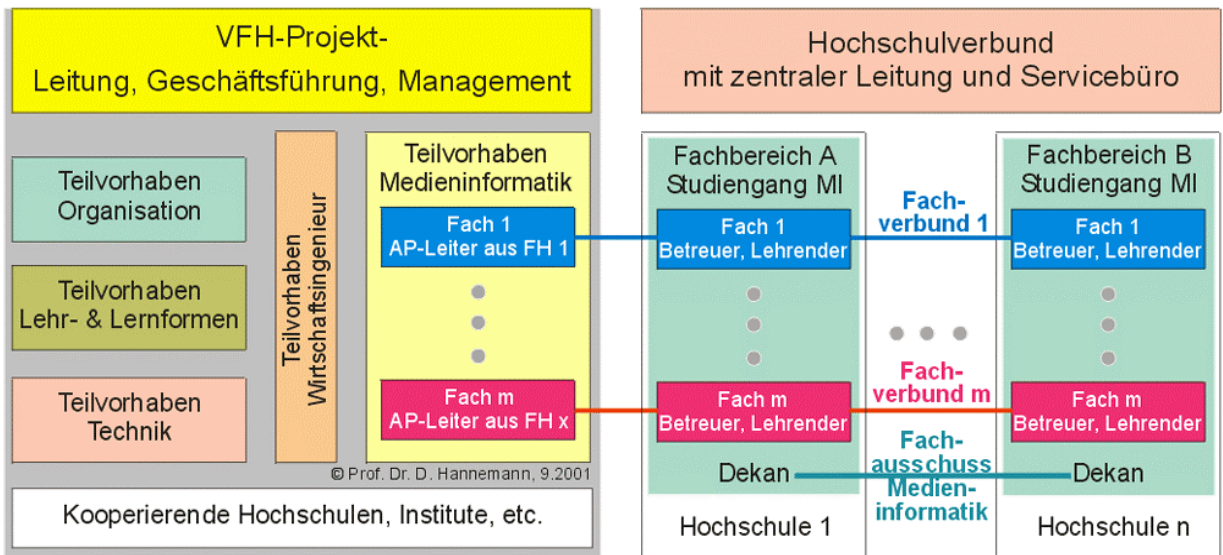 VFH-Projekt-
Leitung, Geschäftsführung, Management
Teilvorhaben
Organisation
Teilvorhaben
Lehr- & Lernformen
Teilvorhaben
Technik
Teilvorhaben
Wirtschaftsingenieur
Teilvorhaben
Medieninformatik
Fach 1
AP-Leiter aus FH 1
Fach m
AP-Leiter aus FH x
© Prof. Dr. D. Hannemann, 9.2001
Kooperierende Hochschulen, Institute, etc.
Hochschulverbund
mit zentraler Leitung und Servicebüro
Fachbereich A
Studiengang MI
Fach 1
Betreuer, Lehrender
Fach m
Betreuer, Lehrender
Dekan
Hochschule 1
Fach-
verbund 1
Fach-
verbund m
Fach-
ausschuss
Medien-
informatik
Fachbereich B
Studiengang MI
Fach 1
Betreuer, Lehrender
Fach m
Betreuer, Lehrender
Dekan
Hochschule n